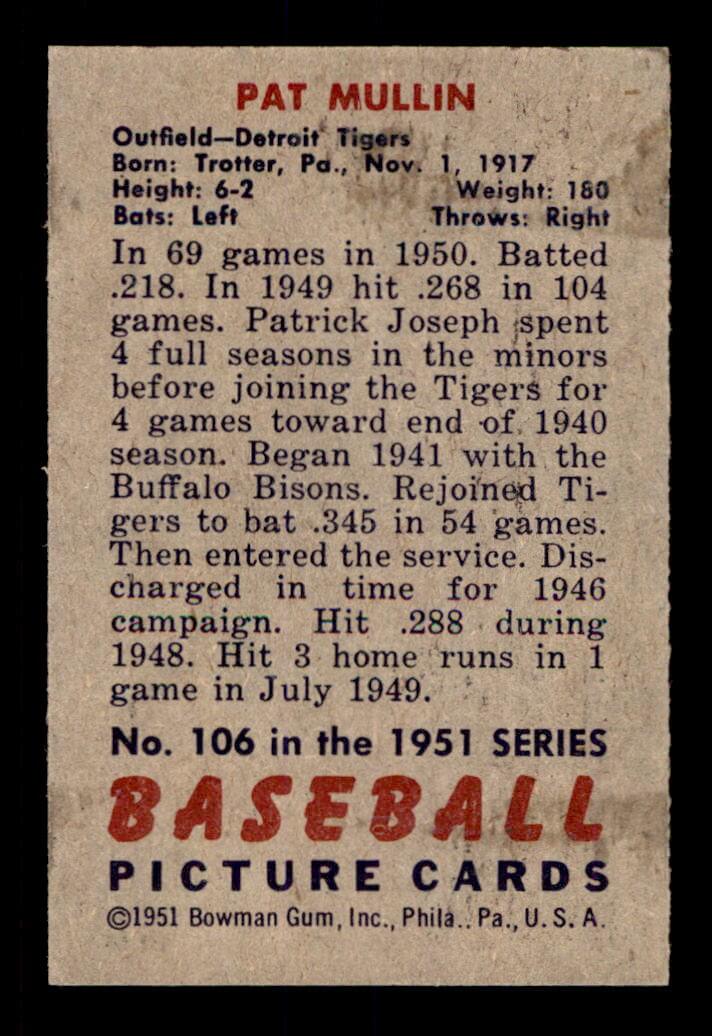 PAT MULLIN
Outfield—Detroit Tigers
Born: Trotter, Pa., Nov. 1, 1917
Height: 6-2 Weight: 180
Bats: Left Throws: Right
In 69 games in 1950. Batted
.218. In 1949 hit .268 in 104
games. Patrick Joseph spent
4 full seasons in the minors
before joining the Tigers for
4 games toward end of 1940
season. Began 1941 with the
Buffalo Bisons. Rejoined Ti-
gers to bat .345 in 54 games.
Then entered the service. Dis-
charged in time for 1946
campaign. Hit .288 during
1948. Hit 3 home runs in 1
game in July 1949.
No. 106 in the 1951 SERIES
BASEBALL
PICTURE CARDS
©1951 Bowman Gum, Inc., Phila.. Pa., U. S. A.